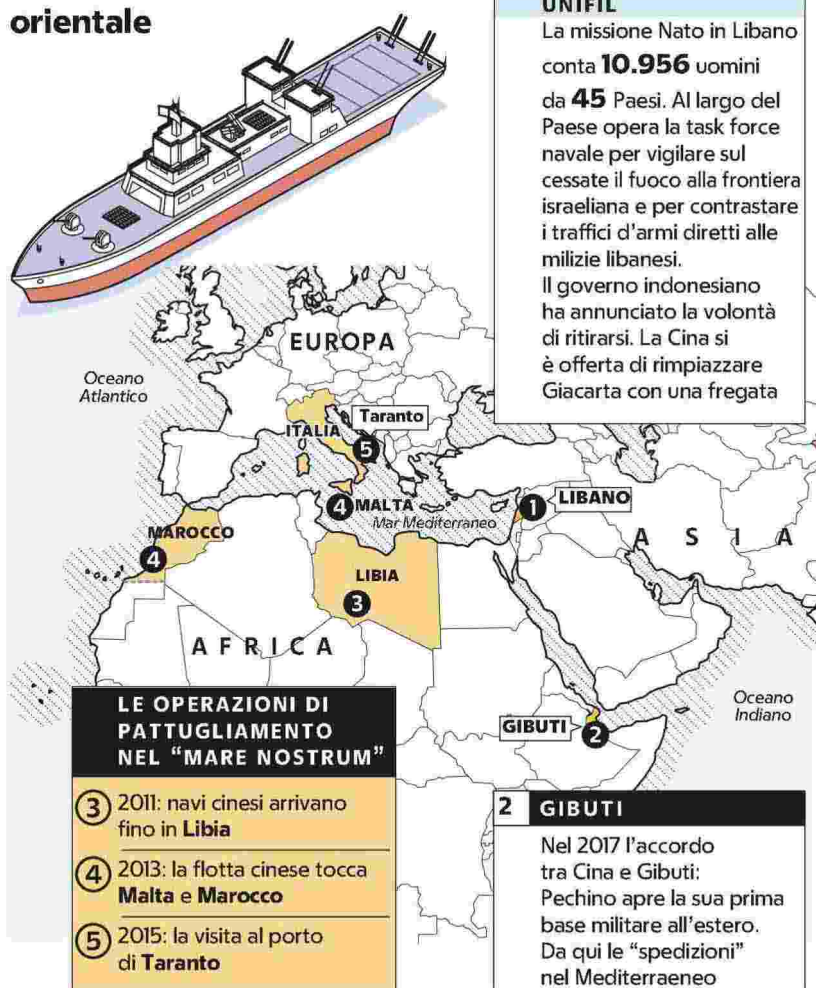 orientale
UNIFIL
La missione Nato in Libano
conta 10.956 uomini
da 45 Paesi. Al largo del
Paese opera la task force
navale per vigilare sul
cessate il fuoco alla frontiera
israeliana e per contrastare
i traffici d'armi diretti alle
milizie libanesi.
Il governo indonesiano
ha annunciato la volontà
di ritirarsi. La Cina si
è offerta di rimpiazzare
Giacarta con una fregata
EUROPA
Oceano
Atlantico
Taranto
ITALIA
5
4 MALTA
Mar Mediterraneo
1 LIBANO
ASIA
MAROCCO
4
LIBIA
3
AFRICA
Oceano
Indiano
GIBUTI
2
LE OPERAZIONI DI
PATTUGLIAMENTO
NEL “MARE NOSTRUM”
3 2011: navi cinesi arrivano
fino in Libia
4 2013: la flotta cinese tocca
Malta e Marocco
5 2015: la visita al porto
di Taranto
2 GIBUTI
Nel 2017 l'accordo
tra Cina e Gibuti:
Pechino apre la sua prima
base militare all'estero.
Da qui le “spedizioni”
nel Mediterraeneo